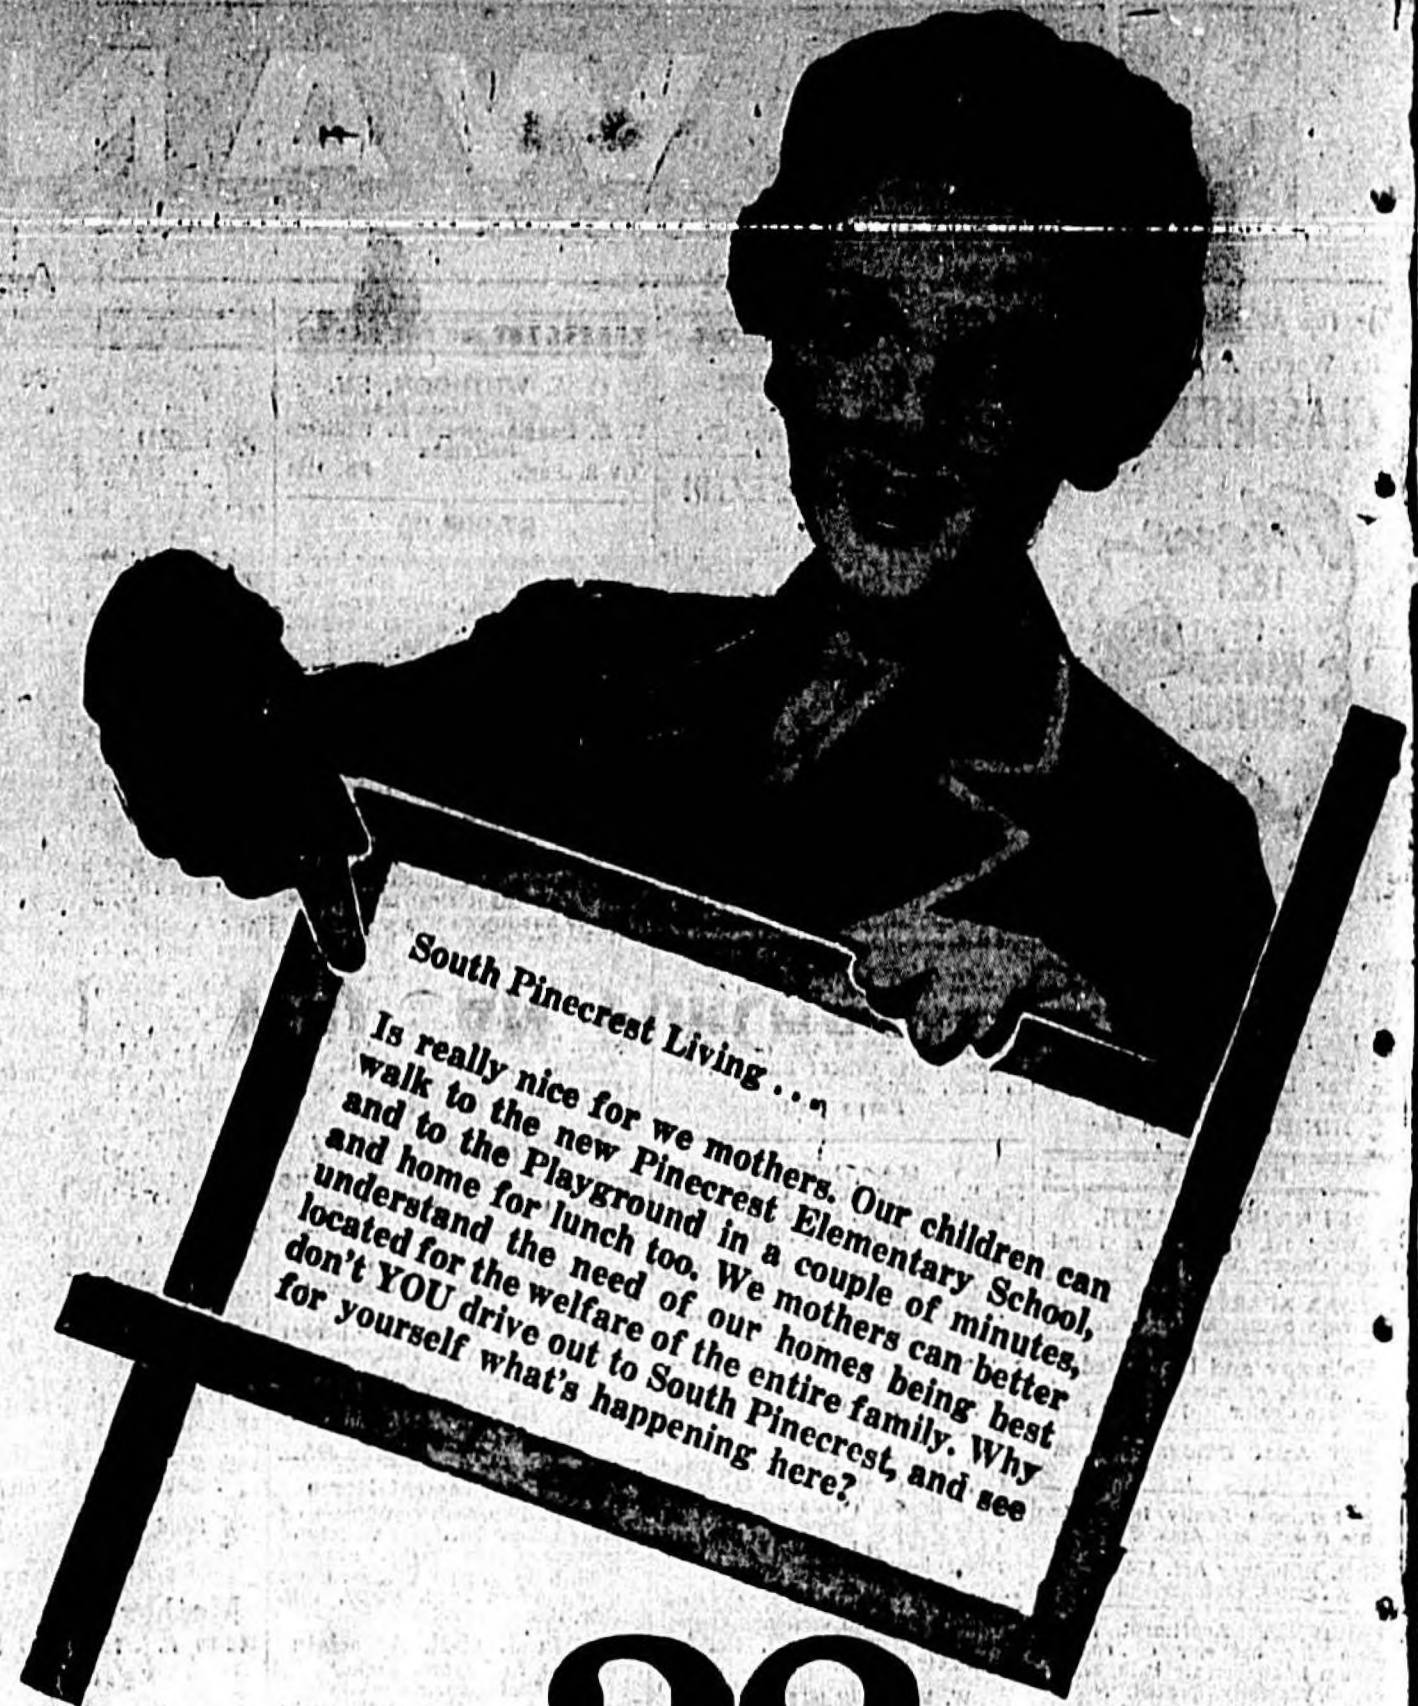 South Pinecrest Living ...
Is really nice for we mothers. Our children can
walk to the new Pinecrest Elementary School,
and to the Playground in a couple of minutes,
and home for lunch too. We mothers can better
understand the need of our homes being best
located for the welfare of the entire family. Why
don't YOU drive out to South Pinecrest, and see
for yourself what's happening here?